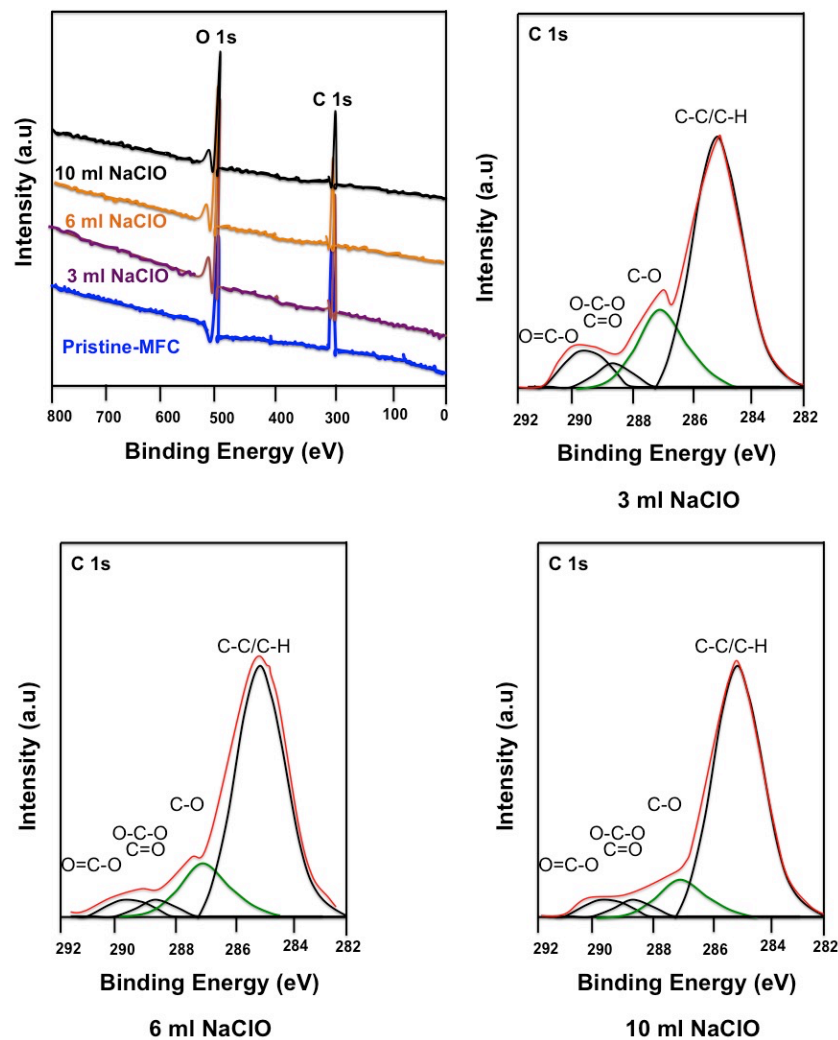 O 1s
C 1s
10 ml NaClO
6 ml NaClO
3 ml NaClO
Pristine-MFC
Intensity (a.u)
800 700 600 500 400 300 200 100 0
Binding Energy (eV)
C 1s
C-C/C-H
C-O
O-C-O
C=O
O=C-O
Intensity (a.u)
292 290 288 286 284 282
Binding Energy (eV)
3 ml NaClO
C 1s
C-C/C-H
C-O
O-C-O
C=O
O=C-O
Intensity (a.u)
292 290 288 286 284 282
Binding Energy (eV)
6 ml NaClO
C 1s
C-C/C-H
C-O
O-C-O
C=O
O=C-O
Intensity (a.u)
292 290 288 286 284 282
Binding Energy (eV)
10 ml NaClO